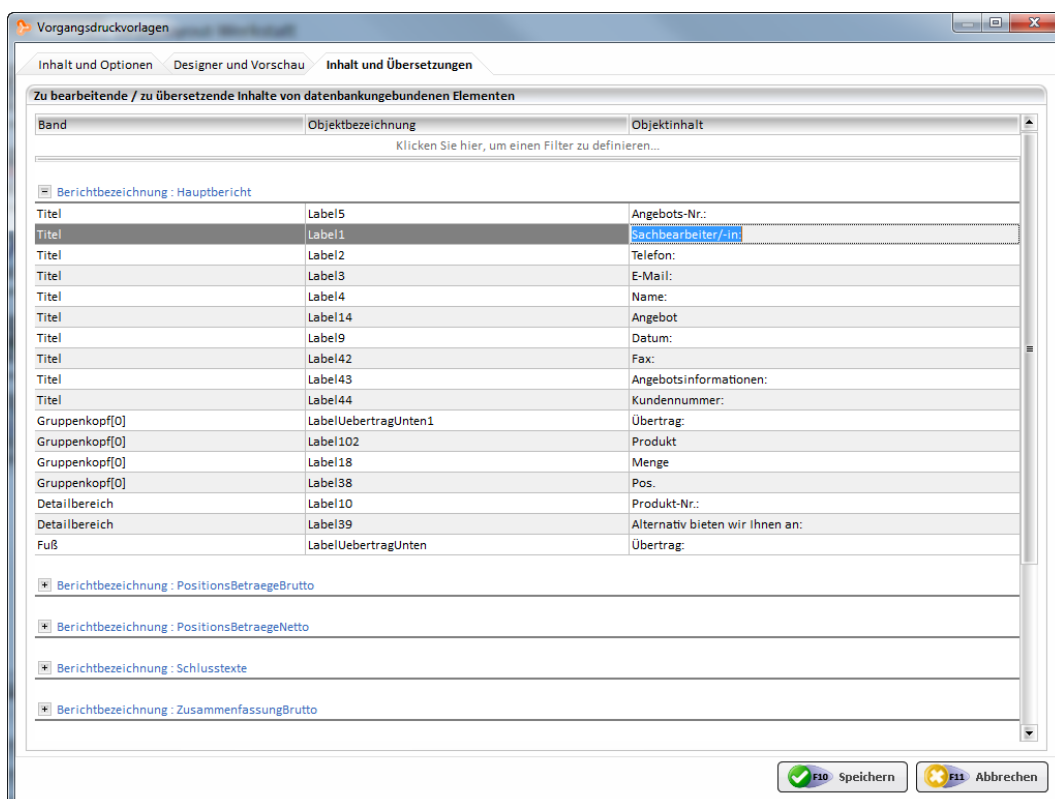 Vorgangsdruckvorlagen
Inhalt und Optionen Designer und Vorschau Inhalt und Übersetzungen
Zu bearbeitende / zu übersetzende Inhalte von datenbankungebundenen Elementen
Band Objektbezeichnung Objektinhalt
Klicken Sie hier, um einen Filter zu definieren...
Berichtbezeichnung : Hauptbericht
Titel Label5 Angebots-Nr.:
Titel Label1 Sachbearbeiter/-in:
Titel Label2 Telefon:
Titel Label3 E-Mail:
Titel Label4 Name:
Titel Label14 Angebot
Titel Label9 Datum:
Titel Label42 Fax:
Titel Label43 Angebotsinformationen:
Titel Label44 Kundennummer:
Gruppenkopf[0] LabelUebertragUnten1 Übertrag:
Gruppenkopf[0] Label102 Produkt
Gruppenkopf[0] Label18 Menge
Gruppenkopf[0] Label38 Pos.
Detailbereich Label10 Produkt-Nr.:
Detailbereich Label39 Alternativ bieten wir Ihnen an:
Fuß LabelUebertragUnten Übertrag:
Berichtbezeichnung : PositionsBetraegeBrutto
Berichtbezeichnung : PositionsBetraegeNetto
Berichtbezeichnung : Schlusstexte
Berichtbezeichnung : ZusammenfassungBrutto
F10 Speichern F11 Abbrechen